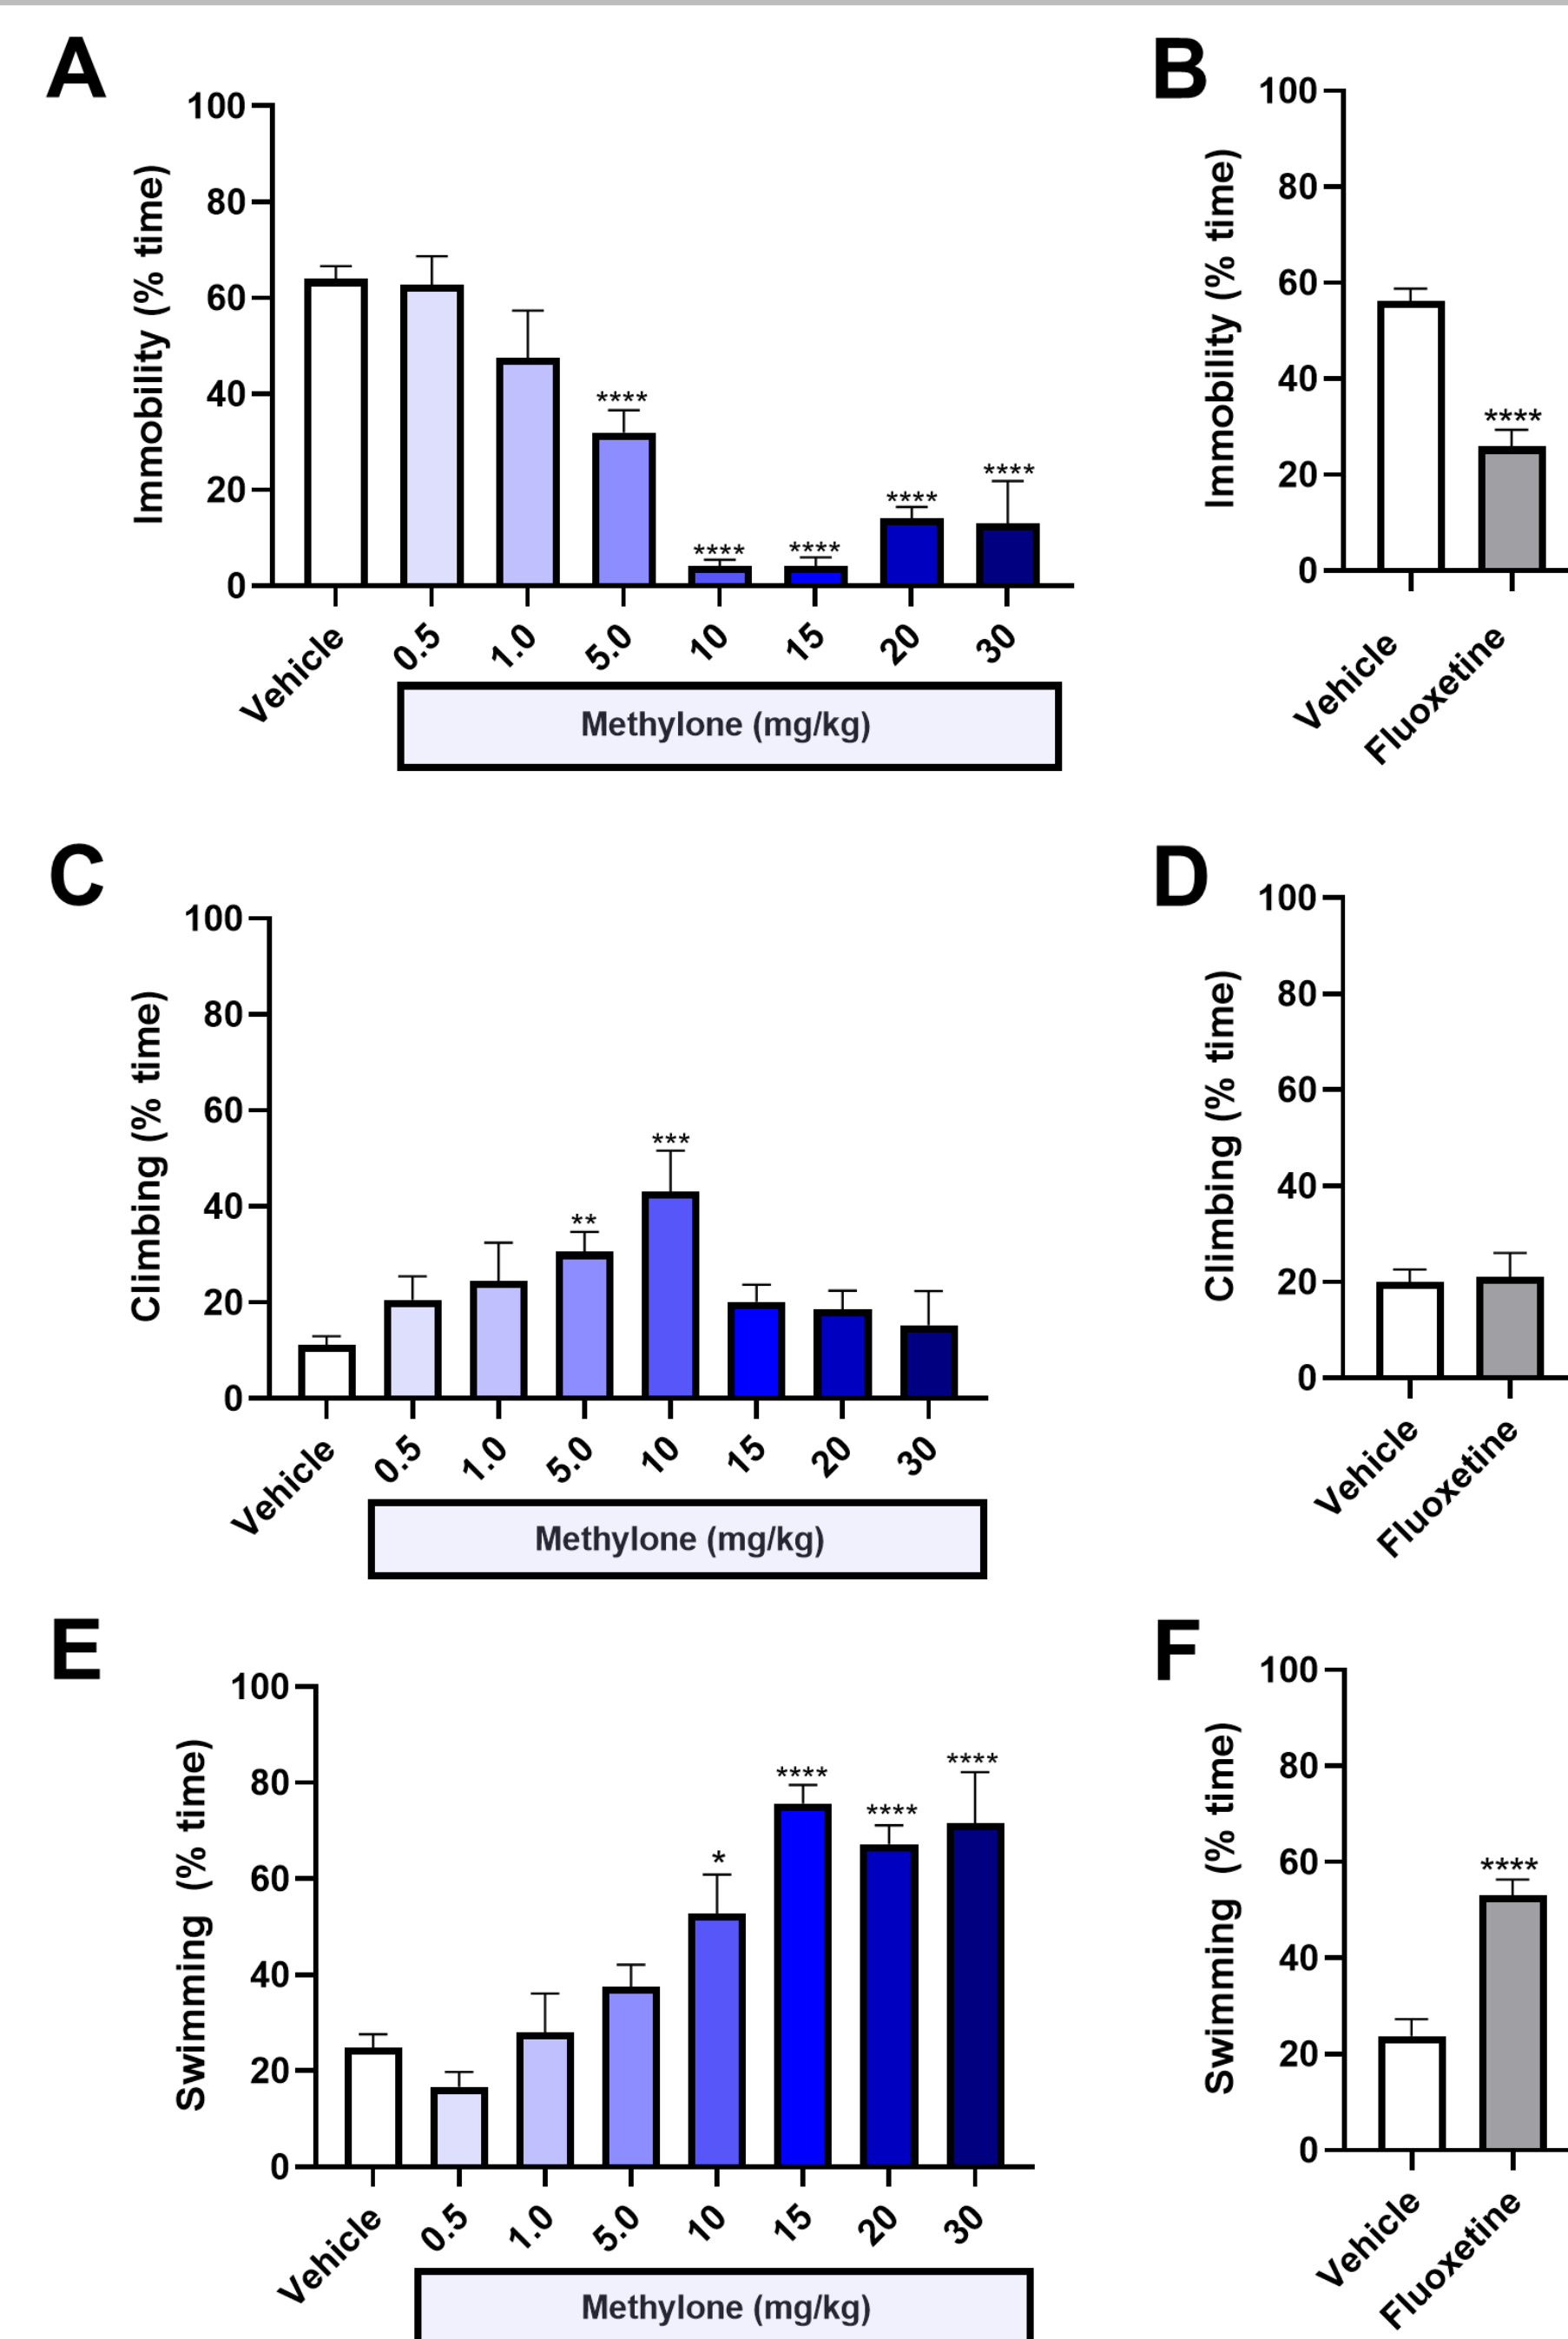 A
Immobility (% time)
100
80
60
40
20
0
****
****
****
****
****
Vehicle
0.5
1.0
5.0
10
15
20
30
Methylone (mg/kg)
B
Immobility (% time)
100
80
60
40
20
0
****
Vehicle
Fluoxetine
C
Climbing (% time)
100
80
60
40
20
0
**
***
Vehicle
0.5
1.0
5.0
10
15
20
30
Methylone (mg/kg)
D
Climbing (% time)
100
80
60
40
20
0
Vehicle
Fluoxetine
E
Swimming (% time)
100
80
60
40
20
0
*
****
****
****
Vehicle
0.5
1.0
5.0
10
15
20
30
Methylone (mg/kg)
F
Swimming (% time)
100
80
60
40
20
0
****
Vehicle
Fluoxetine